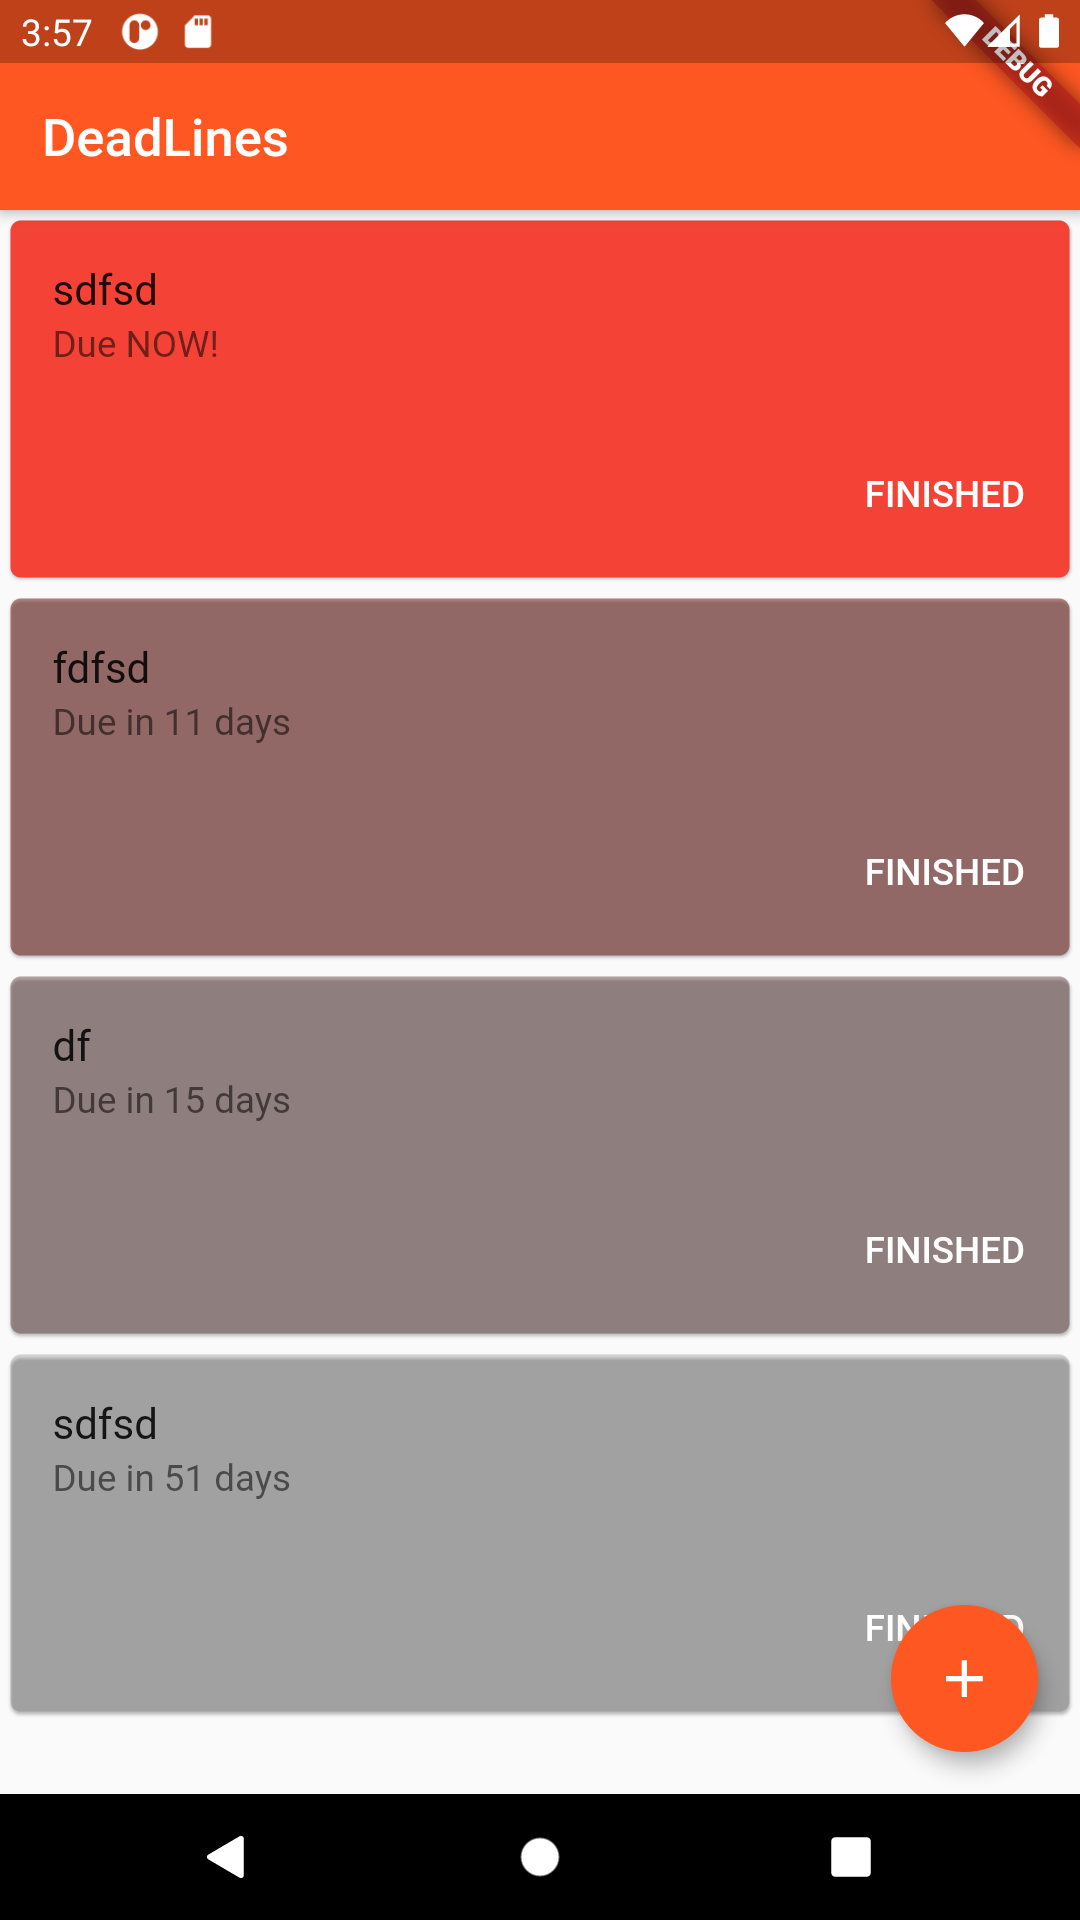 3:57
DEBUG
DeadLines
sdfsd
Due NOW!
FINISHED
fdfsd
Due in 11 days
FINISHED
df
Due in 15 days
FINISHED
sdfsd
Due in 51 days